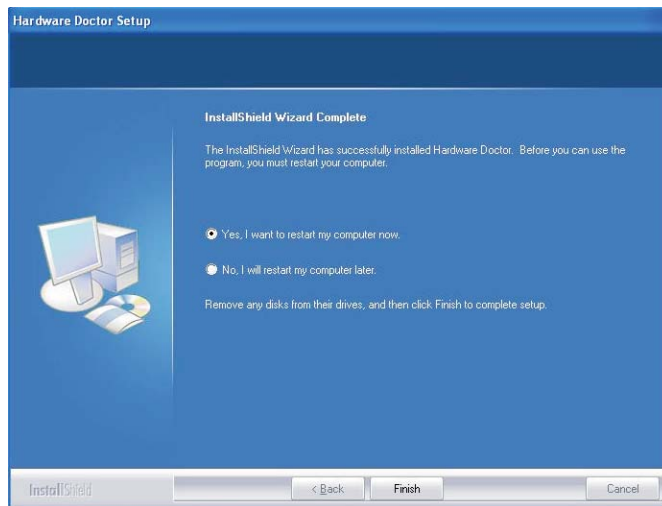 Hardware Doctor Setup
InstallShield Wizard Complete
The InstallShield Wizard has successfully installed Hardware Doctor. Before you can use the
program, you must restart your computer.
Yes, I want to restart my computer now.
No, I will restart my computer later.
Remove any disks from their drives, and then click Finish to complete setup.
InstallShield
< Back
Finish
Cancel